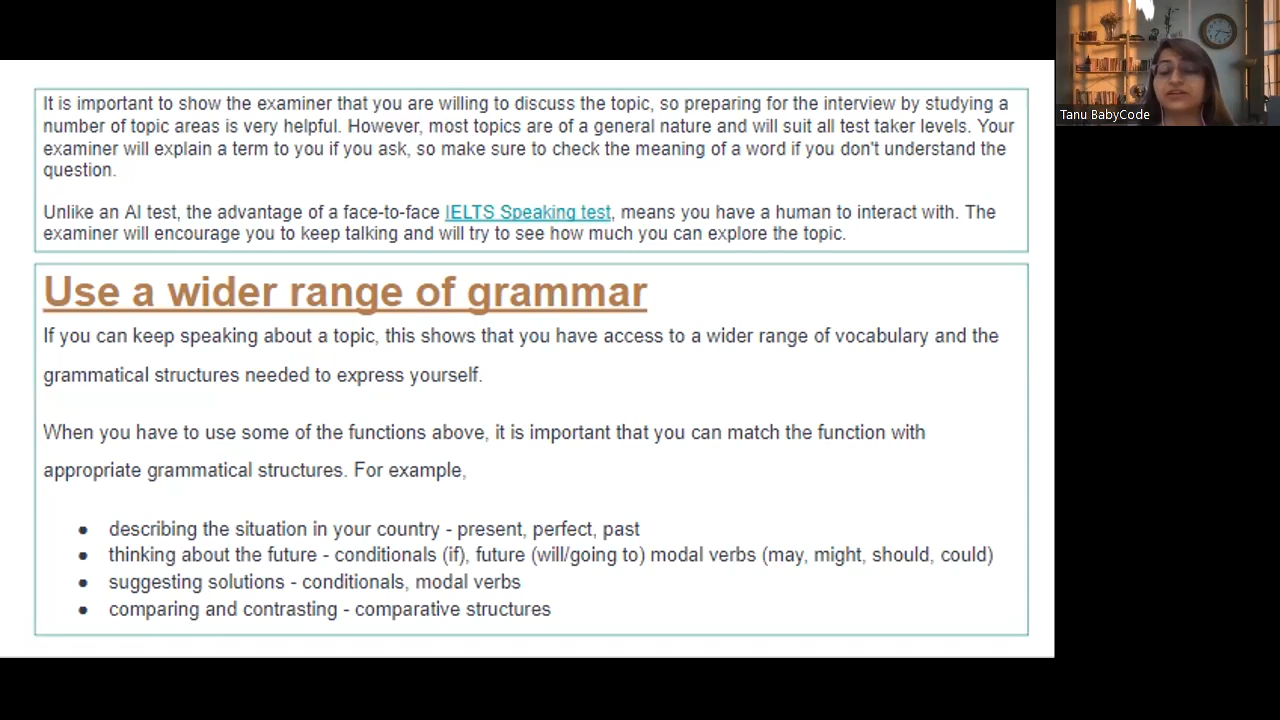 It is important to show the examiner that you are willing to discuss the topic, so preparing for the interview by studying a
number of topic areas is very helpful. However, most topics are of a general nature and will suit all test taker levels. Your
examiner will explain a term to you if you ask, so make sure to check the meaning of a word if you don't understand the
question.
Unlike an AI test, the advantage of a face-to-face IELTS Speaking test, means you have a human to interact with. The
examiner will encourage you to keep talking and will try to see how much you can explore the topic.
Use a wider range of grammar
If you can keep speaking about a topic, this shows that you have access to a wider range of vocabulary and the
grammatical structures needed to express yourself.
When you have to use some of the functions above, it is important that you can match the function with
appropriate grammatical structures. For example,
● describing the situation in your country - present, perfect, past
● thinking about the future - conditionals (if), future (will/going to) modal verbs (may, might, should, could)
● suggesting solutions - conditionals, modal verbs
● comparing and contrasting - comparative structures
Tanu BabyCode